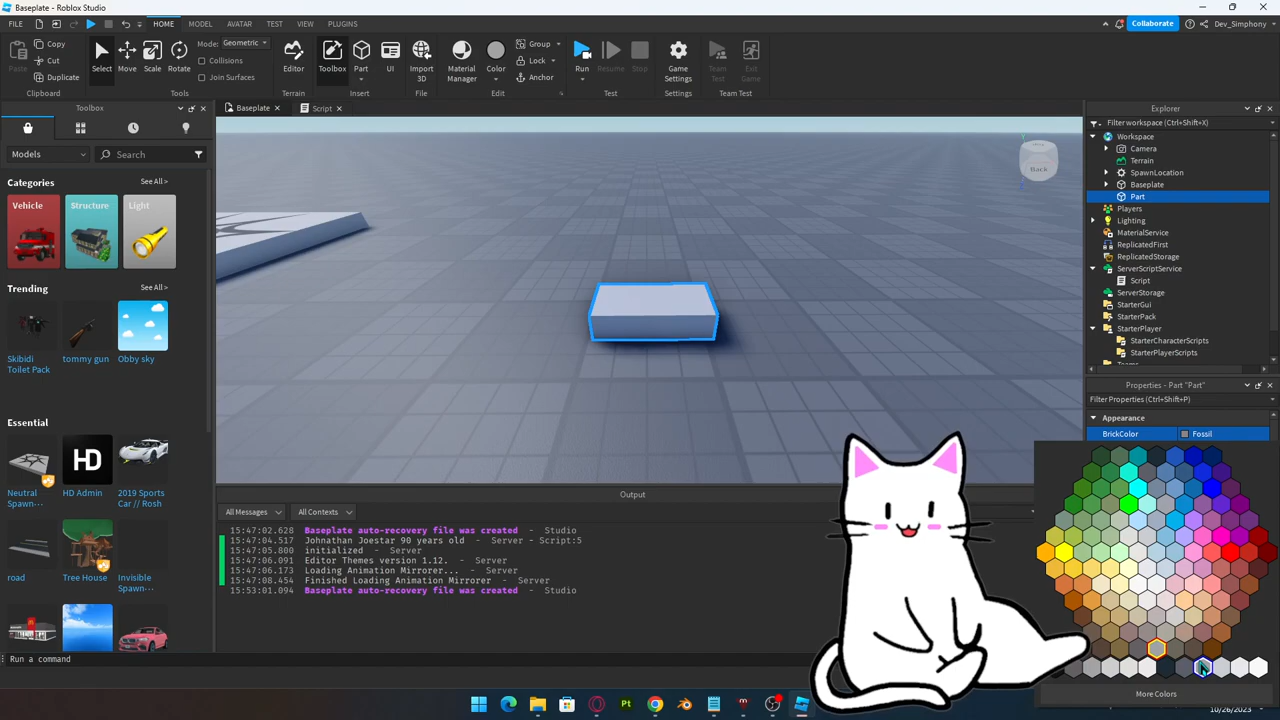 Baseplate - Roblox Studio
FILE HOME MODEL AVATAR TEST VIEW PLUGINS Collaborate Dev_Simphony
Paste Copy Cut Duplicate
Clipboard
Select Move Scale Rotate
Mode: Geometric
Collisions
Join Surfaces
Tools
Editor
Terrain
Toolbox Part UI
Insert
Import 3D
File
Material Manager Color
Group
Lock
Anchor
Edit
Run Resume Stop
Test
Game Settings
Settings
Team Test Exit Game
Team Test
Toolbox
Baseplate Script
Explorer
Models Search
Categories See All >
Vehicle Structure Light
Trending See All >
Skibidi Toilet Pack
tommy gun
Obby sky
Essential See All >
Neutral Spawn...
HD
HD Admin
2019 Sports Car // Rosh
road
Tree House
Invisible Spawn...
Back
Filter workspace (Ctrl+Shift+X)
Workspace
Camera
Terrain
SpawnLocation
Baseplate
Part
Players
Lighting
MaterialService
ReplicatedFirst
ReplicatedStorage
ServerScriptService
Script
ServerStorage
StarterGui
StarterPack
StarterPlayer
StarterCharacterScripts
StarterPlayerScripts
Properties - Part "Part"
Filter Properties (Ctrl+Shift+P)
Appearance
BrickColor Fossil
More Colors
Output
All Messages All Contexts
15:47:02.628 Baseplate auto-recovery file was created - Studio
15:47:04.517 Johnathan Joestar 90 years old - Server - Script:5
15:47:05.800 initialized - Server
15:47:06.091 Editor Themes version 1.12. - Server
15:47:06.173 Loading Animation Mirrorer... - Server
15:47:08.454 Finished Loading Animation Mirrorer - Server
15:53:01.094 Baseplate auto-recovery file was created - Studio
Run a command
Pt
10/26/2023